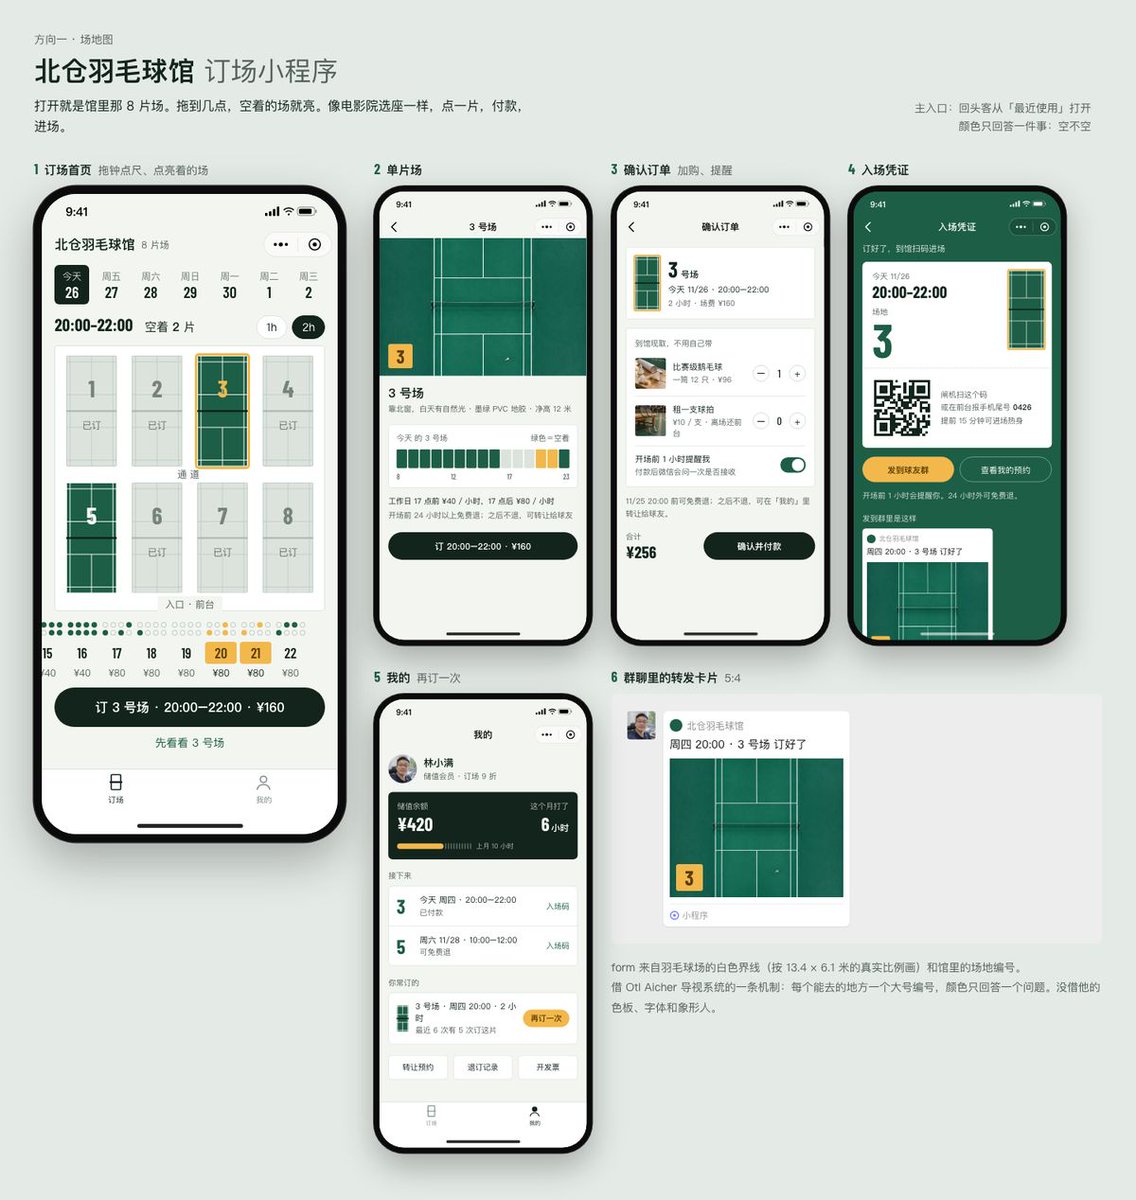 方向一 · 场地图
北仓羽毛球馆 订场小程序
打开就是馆里那 8 片场。拖到几点，空着的场就亮。像电影院选座一样，点一片，付款，
进场。
主入口：回头客从「最近使用」打开
颜色只回答一件事：空不空
1 订场首页 拖钟点尺、点亮着的场
9:41
北仓羽毛球馆 8 片场
今天 周五 周六 周日 周一 周二 周三
26 27 28 29 30 1 2
20:00–22:00 空着 2 片 1h 2h
1 2 3 4
已订 已订 已订
通道
5 6 7 8
已订 已订 已订
入口 · 前台
15 16 17 18 19 20 21 22
¥40 ¥40 ¥80 ¥80 ¥80 ¥80 ¥80 ¥80
订 3 号场 · 20:00–22:00 · ¥160
先看看 3 号场
订场 我的
2 单片场
9:41
3 号场
3
3 号场
靠北窗，白天有自然光 · 墨绿 PVC 地胶 · 净高 12 米
今天 的 3 号场 绿色=空着
8 12 17 23
工作日 17 点前 ¥40 / 小时，17 点后 ¥80 / 小时
开场前 24 小时以上免费退；之后不退，可转让给球友
订 20:00–22:00 · ¥160
3 确认订单 加购、提醒
9:41
确认订单
3 号场
今天 11/26 · 20:00–22:00
2 小时 · 场费 ¥160
到馆现取，不用自己带
比赛级鹅毛球
一筒 12 只 · ¥96
1
租一支球拍
¥10 / 支 · 离场还前
台
0
开场前 1 小时提醒我
付款后微信会问一次是否接收
11/25 20:00 前可免费退；之后不退，可在「我的」里
转让给球友。
合计
¥256
确认并付款
4 入场凭证
9:41
入场凭证
订好了，到馆扫码进场
今天 11/26
20:00–22:00
场地
3
闸机扫这个码
或在前台报手机尾号 0426
提前 15 分钟可进场热身
发到球友群 查看我的预约
开场前 1 小时会提醒你。24 小时外可免费退。
发到群里是这样
北仓羽毛球馆
周四 20:00 · 3 号场 订好了
5 我的 再订一次
9:41
我的
林小满
储值会员 · 订场 9 折
储值余额 这个月打了
¥420 6 小时
上月 10 小时
接下来
3 今天 周四 · 20:00–22:00
已付款
入场码
5 周六 11/28 · 10:00–12:00
可免费退
入场码
你常订的
3 号场 · 周四 20:00 · 2 小
时
最近 6 次有 5 次订这片
再订一次
转让预约 退订记录 开发票
订场 我的
6 群聊里的转发卡片 5:4
北仓羽毛球馆
周四 20:00 · 3 号场 订好了
3
小程序
form 来自羽毛球场的白色界线（按 13.4 × 6.1 米的真实比例画）和馆里的场地编号。
借 Otl Aicher 导视系统的一条机制：每个能去的地方一个大号编号，颜色只回答一个问题。没借他的
色板、字体和象形人。